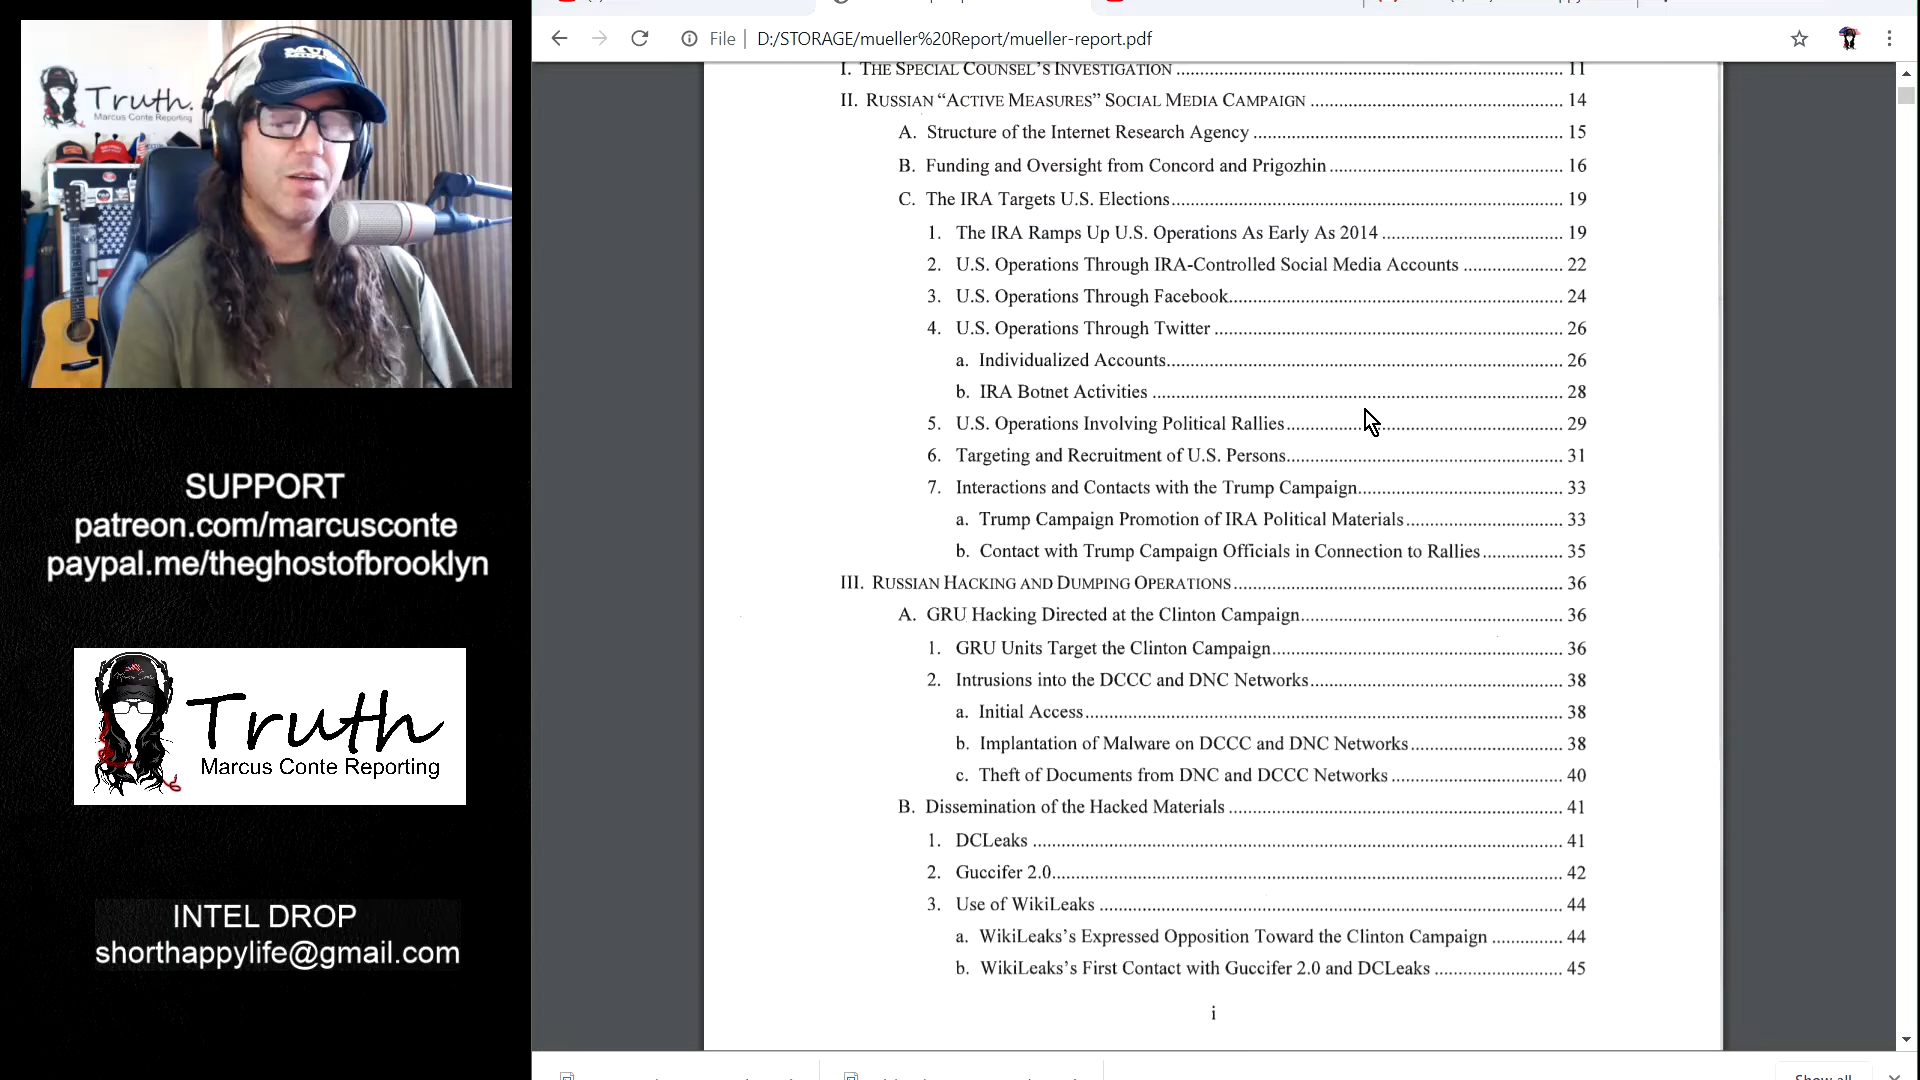 File
D:/STORAGE/mueller%20Report/mueller-report.pdf
Truth.
Marcus Conte Reporting
SUPPORT
patreon.com/marcusconte
paypal.me/theghostofbrooklyn
Truth
Marcus Conte Reporting
INTEL DROP
shorthappylife@gmail.com
I. THE SPECIAL COUNSEL'S INVESTIGATION 11
II. RUSSIAN "ACTIVE MEASURES" SOCIAL MEDIA CAMPAIGN 14
A. Structure of the Internet Research Agency 15
B. Funding and Oversight from Concord and Prigozhin 16
C. The IRA Targets U.S. Elections 19
1. The IRA Ramps Up U.S. Operations As Early As 2014 19
2. U.S. Operations Through IRA-Controlled Social Media Accounts 22
3. U.S. Operations Through Facebook 24
4. U.S. Operations Through Twitter 26
a. Individualized Accounts 26
b. IRA Botnet Activities 28
5. U.S. Operations Involving Political Rallies 29
6. Targeting and Recruitment of U.S. Persons 31
7. Interactions and Contacts with the Trump Campaign 33
a. Trump Campaign Promotion of IRA Political Materials 33
b. Contact with Trump Campaign Officials in Connection to Rallies 35
III. RUSSIAN HACKING AND DUMPING OPERATIONS 36
A. GRU Hacking Directed at the Clinton Campaign 36
1. GRU Units Target the Clinton Campaign 36
2. Intrusions into the DCCC and DNC Networks 38
a. Initial Access 38
b. Implantation of Malware on DCCC and DNC Networks 38
c. Theft of Documents from DNC and DCCC Networks 40
B. Dissemination of the Hacked Materials 41
1. DCLeaks 41
2. Guccifer 2.0 42
3. Use of WikiLeaks 44
a. WikiLeaks's Expressed Opposition Toward the Clinton Campaign 44
b. WikiLeaks's First Contact with Guccifer 2.0 and DCLeaks 45
i
Show all